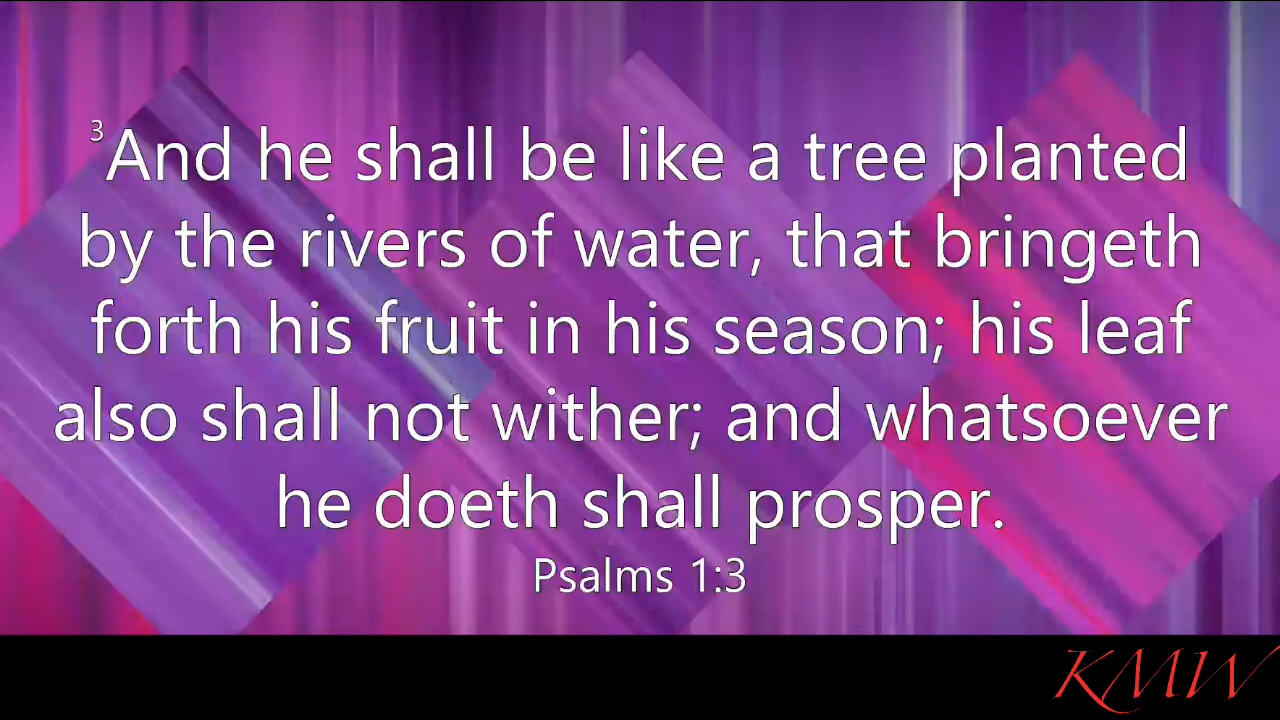 3And he shall be like a tree planted
by the rivers of water, that bringeth
forth his fruit in his season; his leaf
also shall not wither; and whatsoever
he doeth shall prosper.
Psalms 1:3
KMW